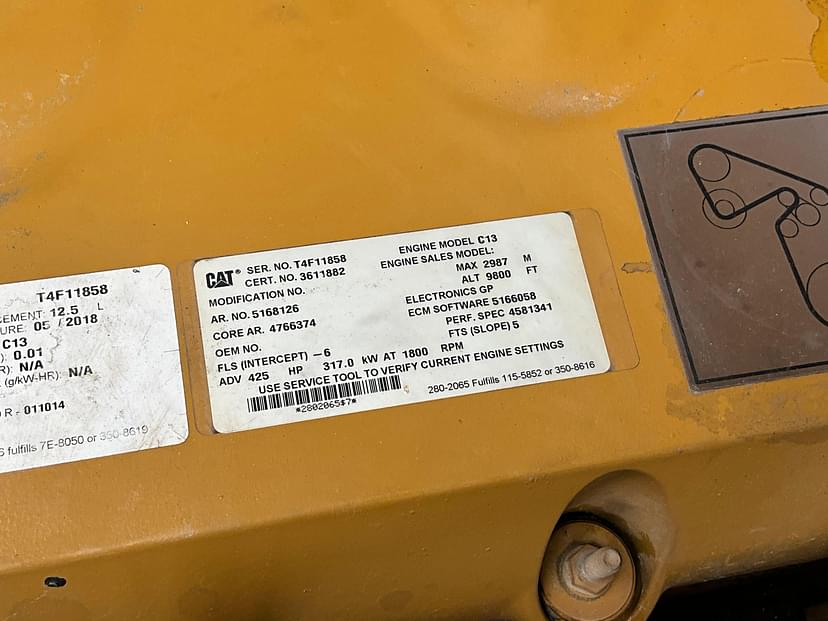 T4F11858
CEMENT: 12.5 L
URE: 05 / 2018
C13
): 0.01
R): N/A
(g/kW-HR): N/A
R - 011014
6 fulfills 7E-8050 or 350-8619
CAT® SER. NO. T4F11858 ENGINE MODEL C13
CERT. NO. 3611882 ENGINE SALES MODEL:
MODIFICATION NO. MAX 2987 M
ALT 9800 FT
AR. NO. 5168126 ELECTRONICS GP
CORE AR. 4766374 ECM SOFTWARE 5166058
OEM NO. PERF. SPEC 4581341
FLS (INTERCEPT) -6 FTS (SLOPE) 5
ADV 425 HP 317.0 kW AT 1800 RPM
USE SERVICE TOOL TO VERIFY CURRENT ENGINE SETTINGS
*2802065$7* 280-2065 Fulfills 115-5852 or 350-8616